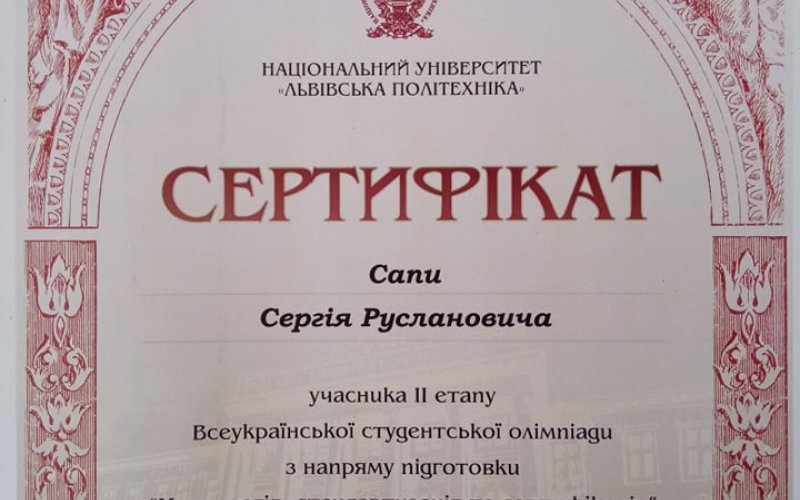 НАЦІОНАЛЬНИЙ УНІВЕРСИТЕТ
«ЛЬВІВСЬКА ПОЛІТЕХНІКА»
СЕРТИФІКАТ
Сапи
Сергія Руслановича
учасника II етапу
Всеукраїнської студентської олімпіади
з напряму підготовки